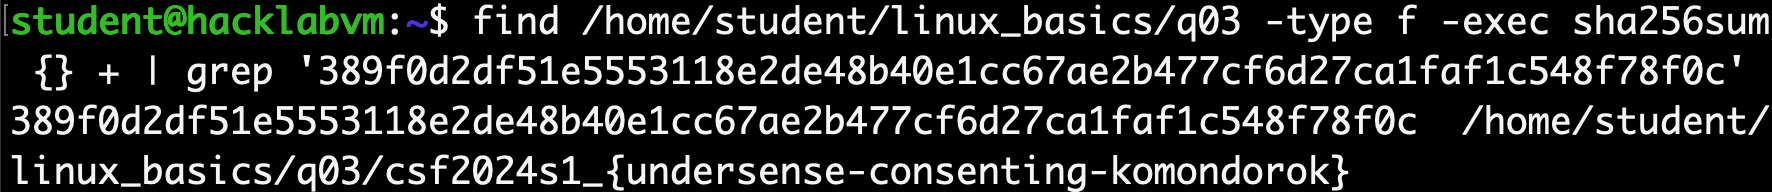 [student@hacklabvm:~$ find /home/student/linux_basics/q03 -type f -exec sha256sum
 {} + | grep '389f0d2df51e5553118e2de48b40e1cc67ae2b477cf6d27ca1faf1c548f78f0c'
389f0d2df51e5553118e2de48b40e1cc67ae2b477cf6d27ca1faf1c548f78f0c  /home/student/
linux_basics/q03/csf2024s1_{undersense-consenting-komondorok}